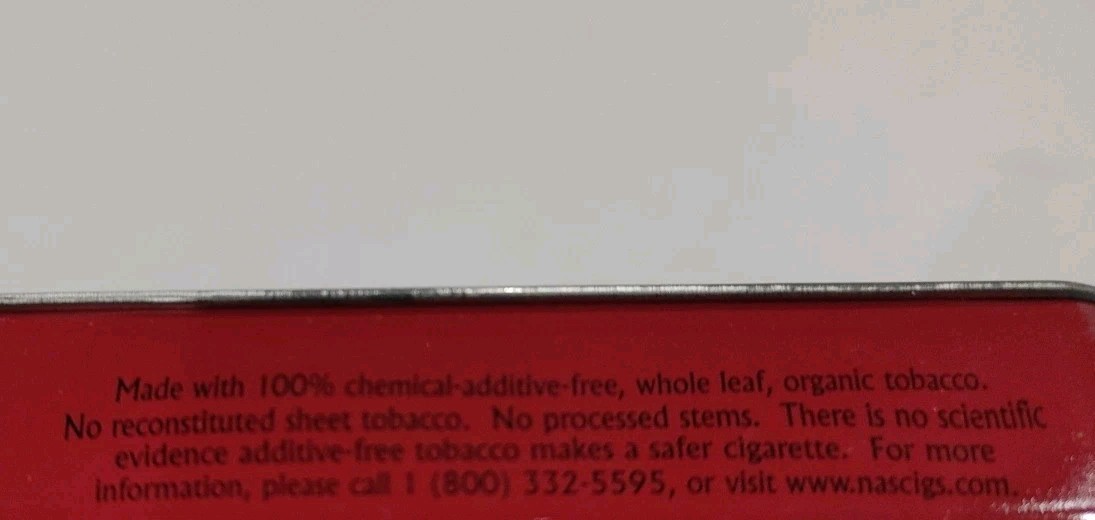 Made with 100% chemical-additive-free, whole leaf, organic tobacco.
No reconstituted sheet tobacco. No processed stems. There is no scientific
evidence additive-free tobacco makes a safer cigarette. For more
information, please call 1 (800) 332-5595, or visit www.nascigs.com.